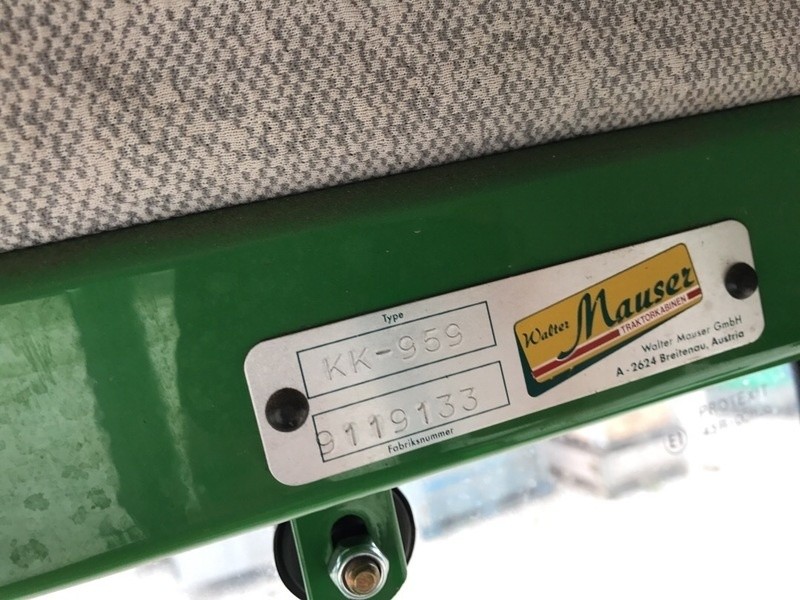 Type
KK-959
9119133
Fabriksnummer
Walter Mauser
TRAKTORKABINEN
Walter Mauser GmbH
A-2624 Breitenau, Austria